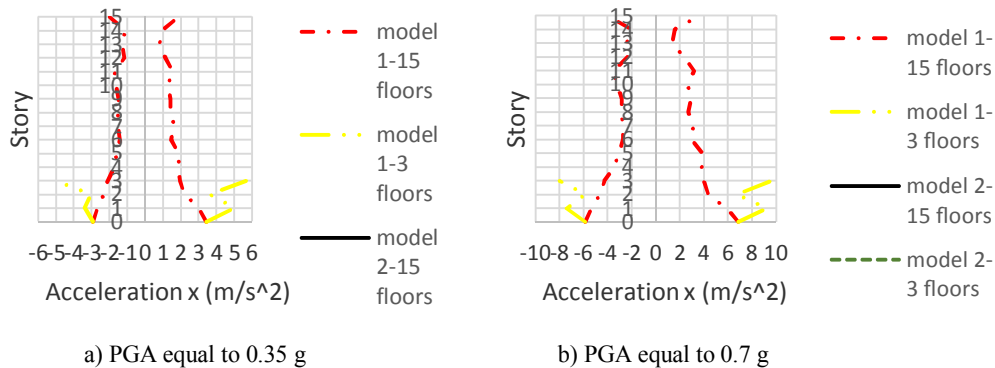 15
14
13
12
11
10
9
8
7
6
5
4
3
2
1
0
Story
-6-5-4-3-2-10 1 2 3 4 5 6
Acceleration x (m/s^2)
model
1-15
floors
model
1-3
floors
model
2-15
floors
a) PGA equal to 0.35 g
15
14
13
12
11
10
9
8
7
6
5
4
3
2
1
0
Story
-10 -8 -6 -4 -2 0 2 4 6 8 10
Acceleration x (m/s^2)
model 1-
15 floors
model 1-
3 floors
model 2-
15 floors
model 2-
3 floors
b) PGA equal to 0.7 g